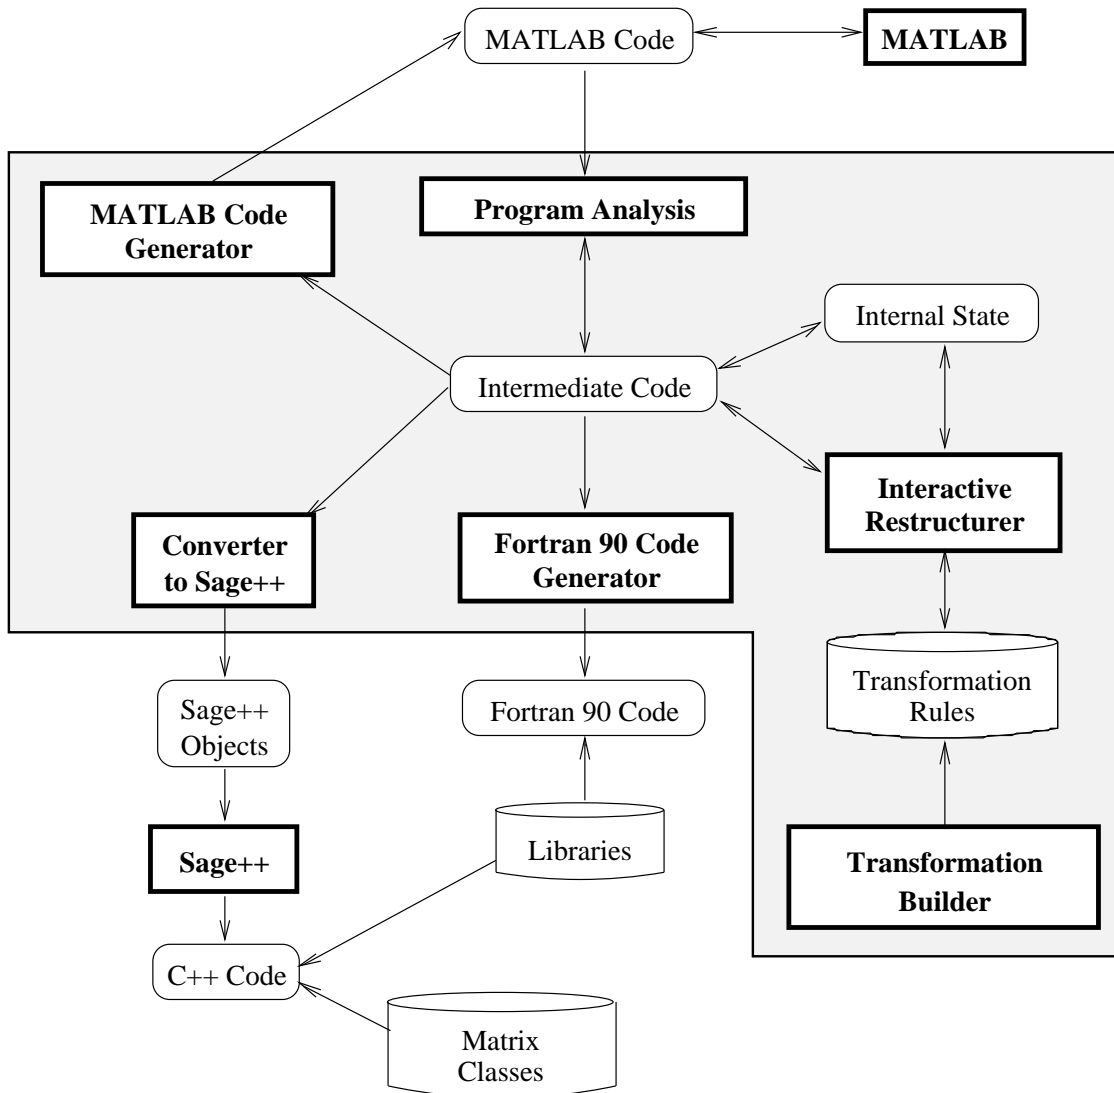 MATLAB Code
MATLAB
MATLAB Code
Generator
Program Analysis
Internal State
Intermediate Code
Interactive
Restructurer
Converter
to Sage++
Fortran 90 Code
Generator
Sage++
Objects
Fortran 90 Code
Transformation
Rules
Sage++
Libraries
Transformation
Builder
C++ Code
Matrix
Classes